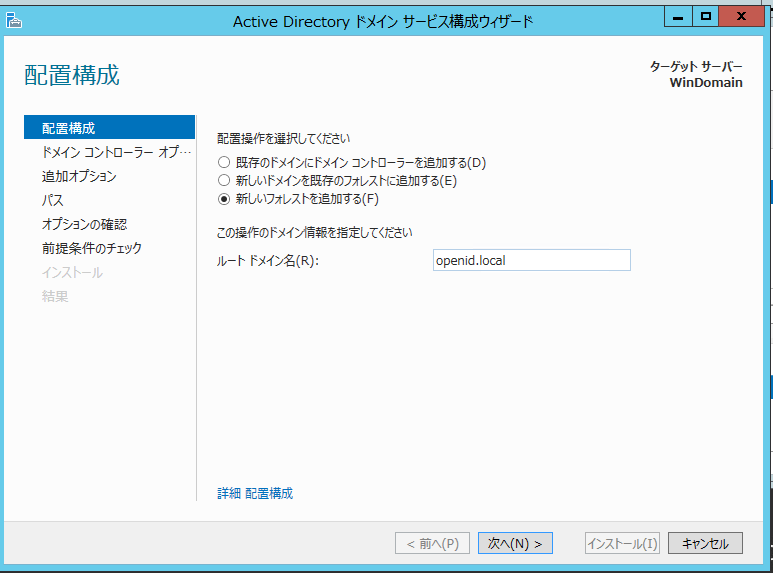 Active Directory ドメイン サービス構成ウィザード
配置構成
ターゲット サーバー
WinDomain
配置構成
ドメイン コントローラー オプ…
追加オプション
パス
オプションの確認
前提条件のチェック
インストール
結果
配置操作を選択してください
既存のドメインにドメイン コントローラーを追加する(D)
新しいドメインを既存のフォレストに追加する(E)
新しいフォレストを追加する(F)
この操作のドメイン情報を指定してください
ルート ドメイン名(R): openid.local
詳細 配置構成
< 前へ(P) 次へ(N) > インストール(I) キャンセル